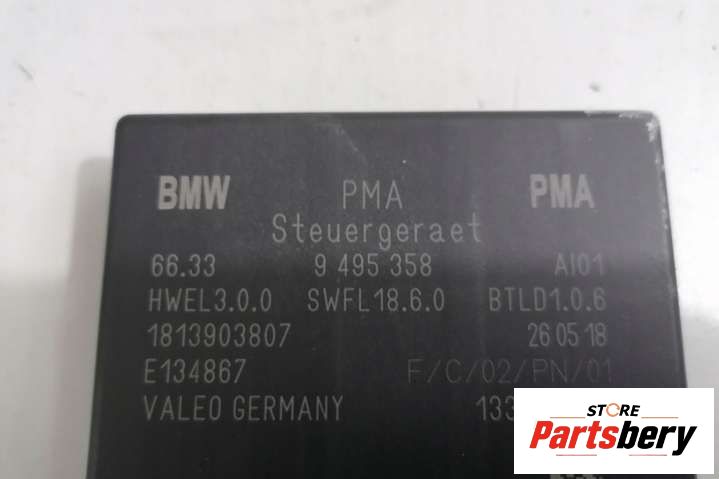 BMW PMA PMA
Steuergeraet
66.33 9 495 358 AI01
HWEL3.0.0 SWFL18.6.0 BTLD1.0.6
1813903807 26 05 18
E134867 F/C/02/PN/01
VALEO GERMANY 133
STORE
Partsbery